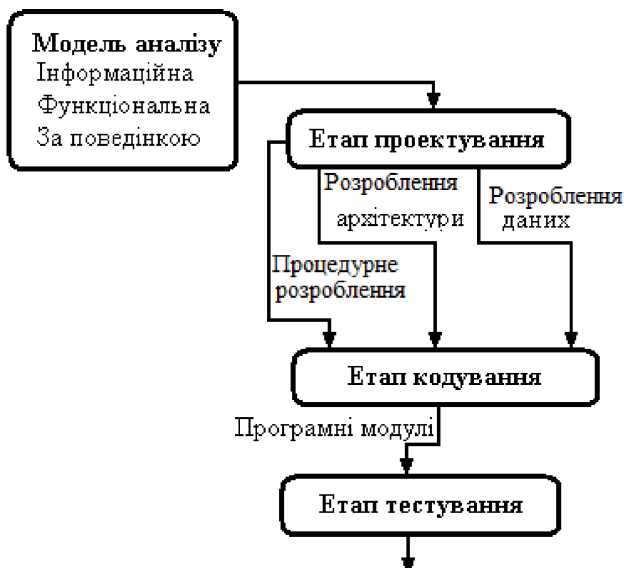 Модель аналізу
Інформаційна
Функціональна
За поведінкою
Етап проектування
Розроблення
архітектури
Розроблення
даних
Процедурне
розроблення
Етап кодування
Програмні модулі
Етап тестування